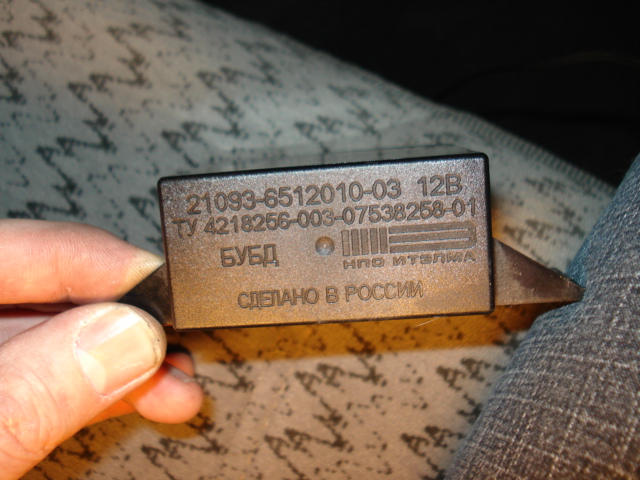 21093-6512010-03 12В
ТУ 4218256-003-07538258-01
БУБД
НПО ИТЭЛМА
СДЕЛАНО В РОССИИ